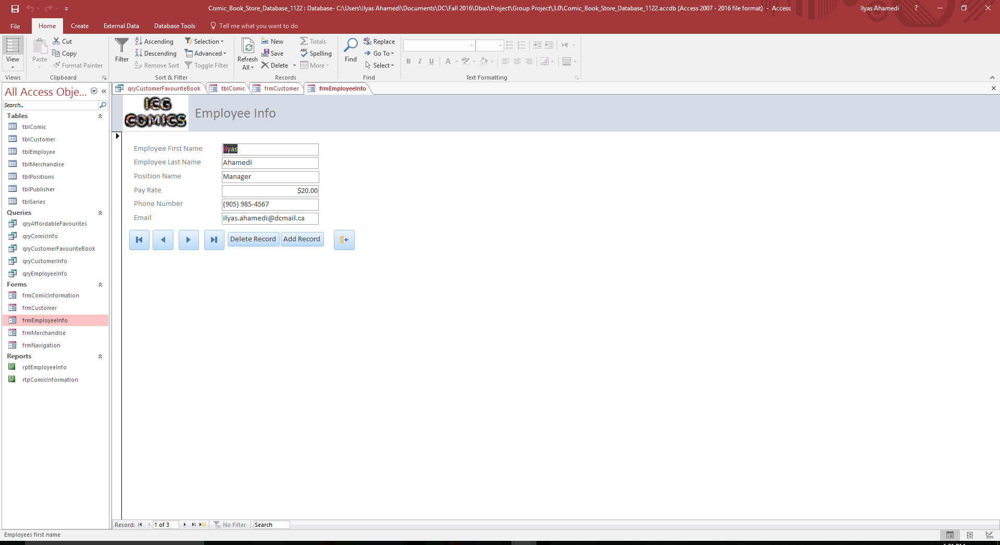 Comic_Book_Store_Database_1122 : Database- C:\Users\Ilyas Ahamedi\Documents\DC\Fall 2016\Dbas\Project\Group Project\3.0\Comic_Book_Store_Database_1122.accdb (Access 2007 - 2016 file format) - Access
Ilyas Ahamedi ?
File Home Create External Data Database Tools Tell me what you want to do
View
Views
Paste
Cut
Copy
Format Painter
Clipboard
Filter
Ascending
Descending
Remove Sort
Selection
Advanced
Toggle Filter
Sort & Filter
Refresh
All
New
Save
Delete
Totals
Spelling
More
Records
Find
Replace
Go To
Select
Find
B I U A
Text Formatting
All Access Obje...
Search...
Tables
tblComic
tblCustomer
tblEmployee
tblMerchandise
tblPositions
tblPublisher
tblSeries
Queries
qryAffordableFavourites
qryComicInfo
qryCustomerFavouriteBook
qryCustomerInfo
qryEmployeeInfo
Forms
frmComicInformation
frmCustomer
frmEmployeeInfo
frmMerchandise
frmNavigation
Reports
rptEmployeeInfo
rtpComicInformation
qryCustomerFavouriteBook tblComic frmCustomer frmEmployeeInfo
ICG
COMICS
Employee Info
Employee First Name Ilyas
Employee Last Name Ahamedi
Position Name Manager
Pay Rate $20.00
Phone Number (905) 985-4567
Email ilyas.ahamedi@dcmail.ca
Delete Record Add Record
Record: 1 of 3 No Filter Search
Employees first name